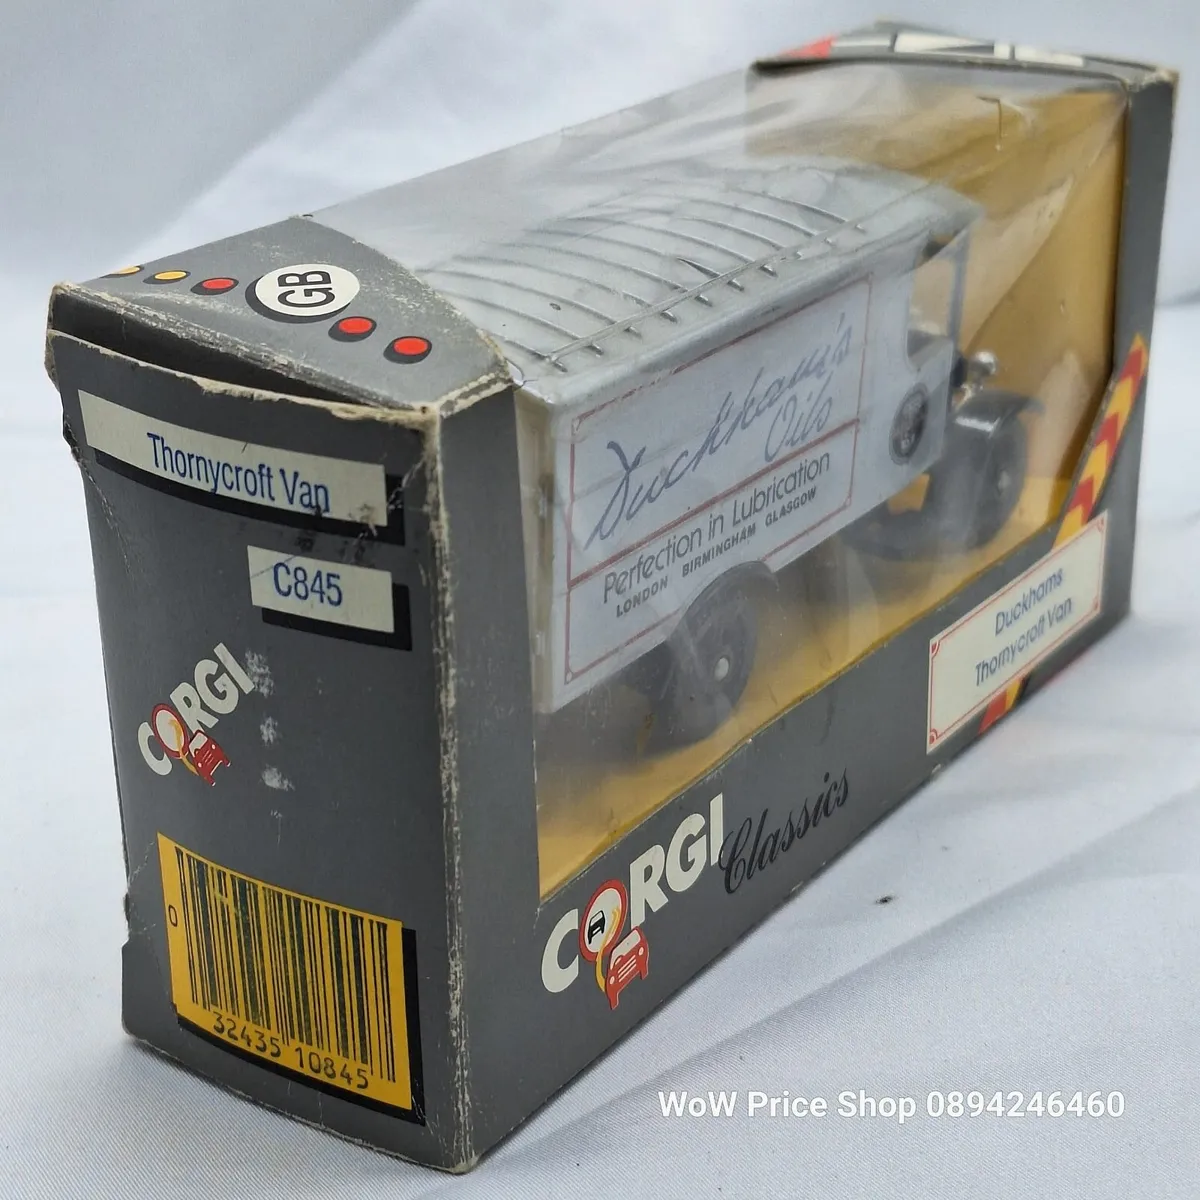 GB
Thornycroft Van
C845
CORGI
0
32435 10845
Duckham's
Oils
Perfection in Lubrication
LONDON BIRMINGHAM GLASGOW
Duckhams
Thornycroft Van
CORGI Classics
WoW Price Shop 0894246460